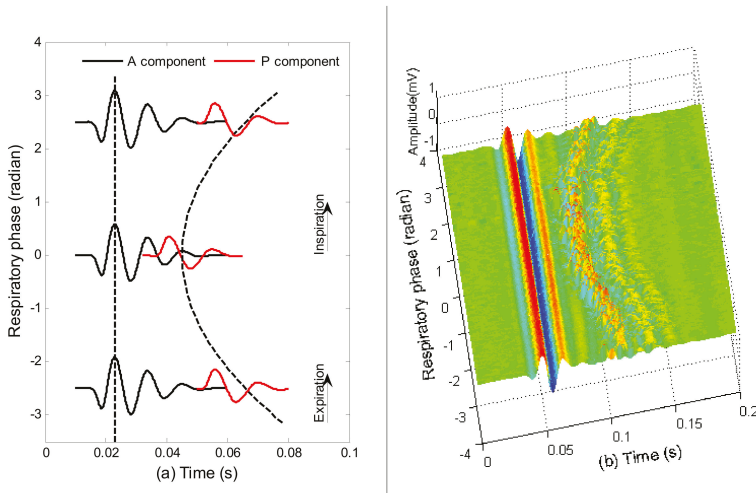 A component P component
4
3
2
1
0
-1
-2
-3
Respiratory phase (radian)
Inspiration
Expiration
0 0.02 0.04 0.06 0.08 0.1
(a) Time (s)
1
0
-1
Amplitude(mV)
4
3
2
1
0
-1
-2
-3
-4
Respiratory phase (radian)
0 0.05 0.1 0.15 0.2
(b) Time (s)